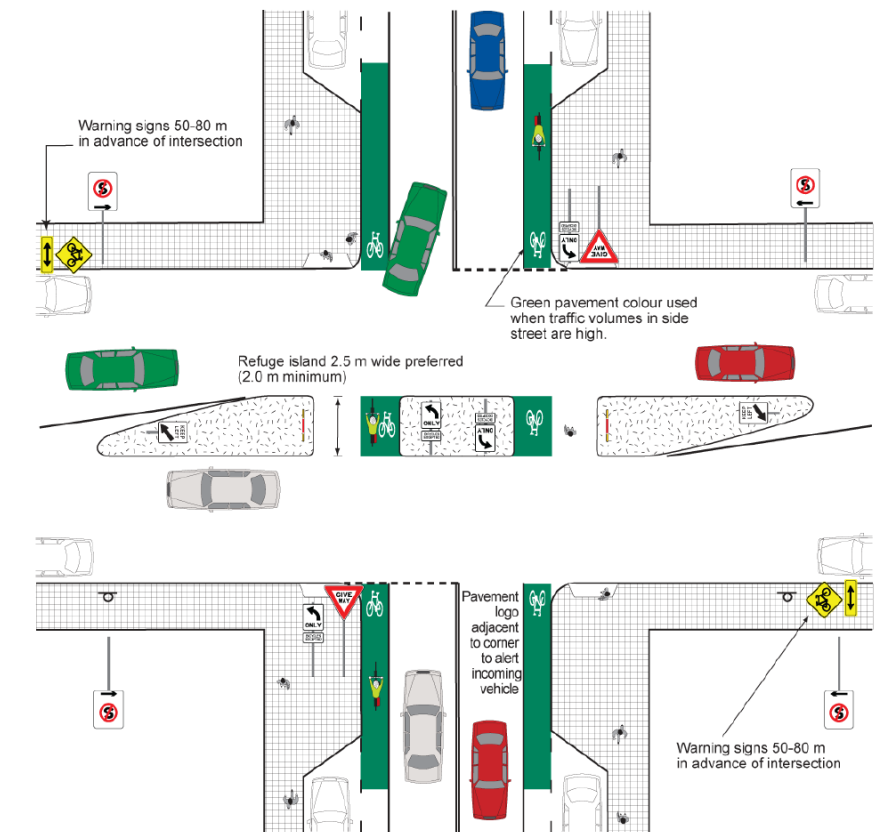 Warning signs 50-80 m
in advance of intersection
ONLY
GIVE
WAY
Green pavement colour used
when traffic volumes in side
street are high.
Refuge island 2.5 m wide preferred
(2.0 m minimum)
KEEP
LEFT
ONLY
ONLY
KEEP
LEFT
GIVE
WAY
ONLY
Pavement
logo
adjacent
to corner
to alert
incoming
vehicle
Warning signs 50-80 m
in advance of intersection